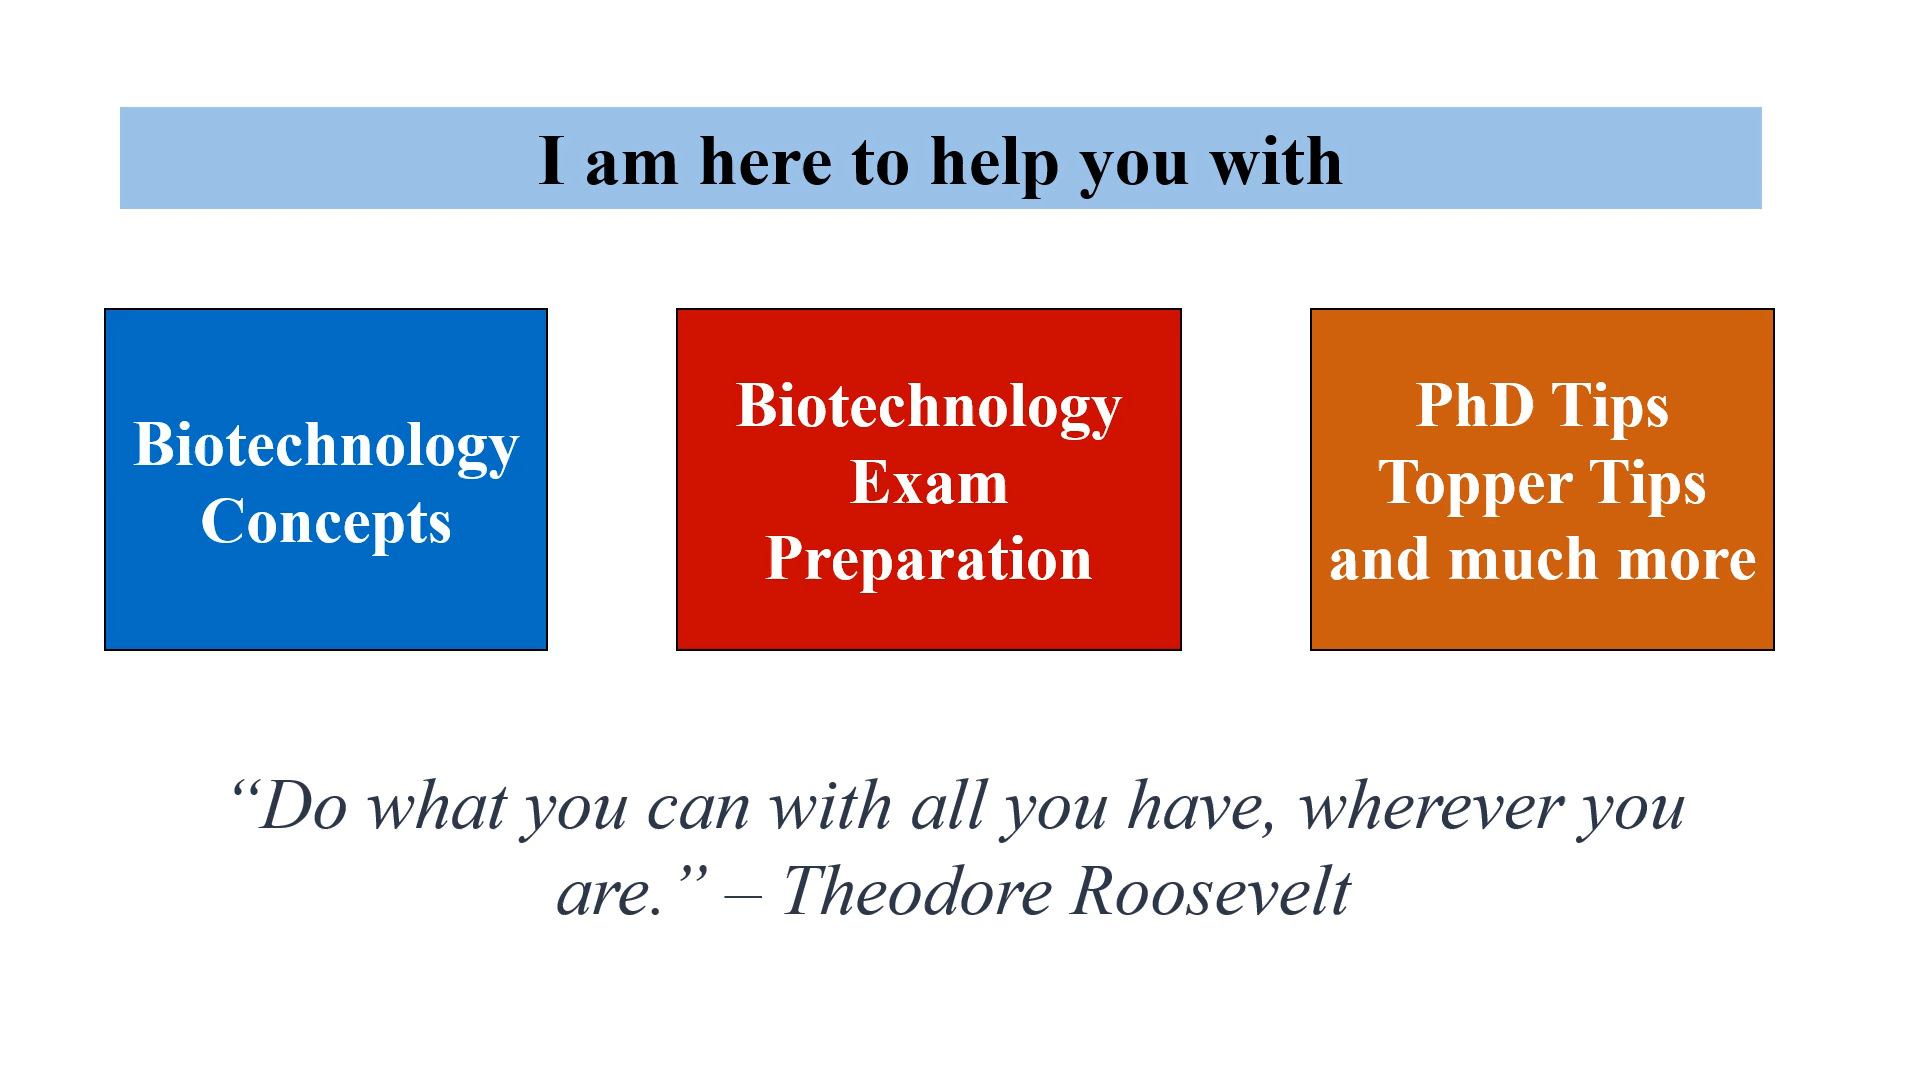 I am here to help you with
Biotechnology
Concepts
Biotechnology
Exam
Preparation
PhD Tips
Topper Tips
and much more
“Do what you can with all you have, wherever you
are.” – Theodore Roosevelt